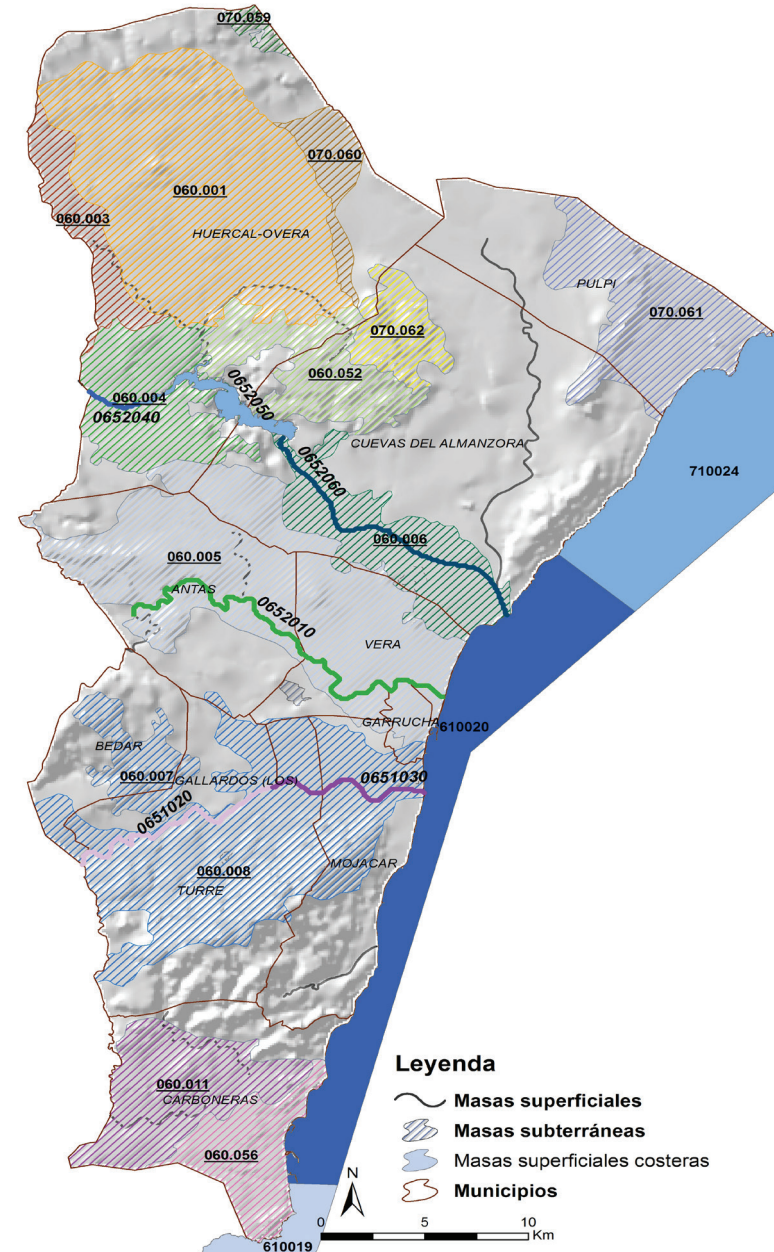 070.059
070.060
060.001
060.003
HUERCAL-OVERA
PULPI
070.061
070.062
060.052
0652050
060.004
0652040
CUEVAS DEL ALMANZORA
0652060
710024
060.006
060.005
ANTAS
0652010
VERA
GARRUCHA
610020
BEDAR
060.007
GALLARDOS (LOS)
0651030
0651020
060.008
MOJACAR
TURRE
060.011
CARBONERAS
060.056
610019
Leyenda
Masas superficiales
Masas subterráneas
Masas superficiales costeras
Municipios
N
0 5 10
Km